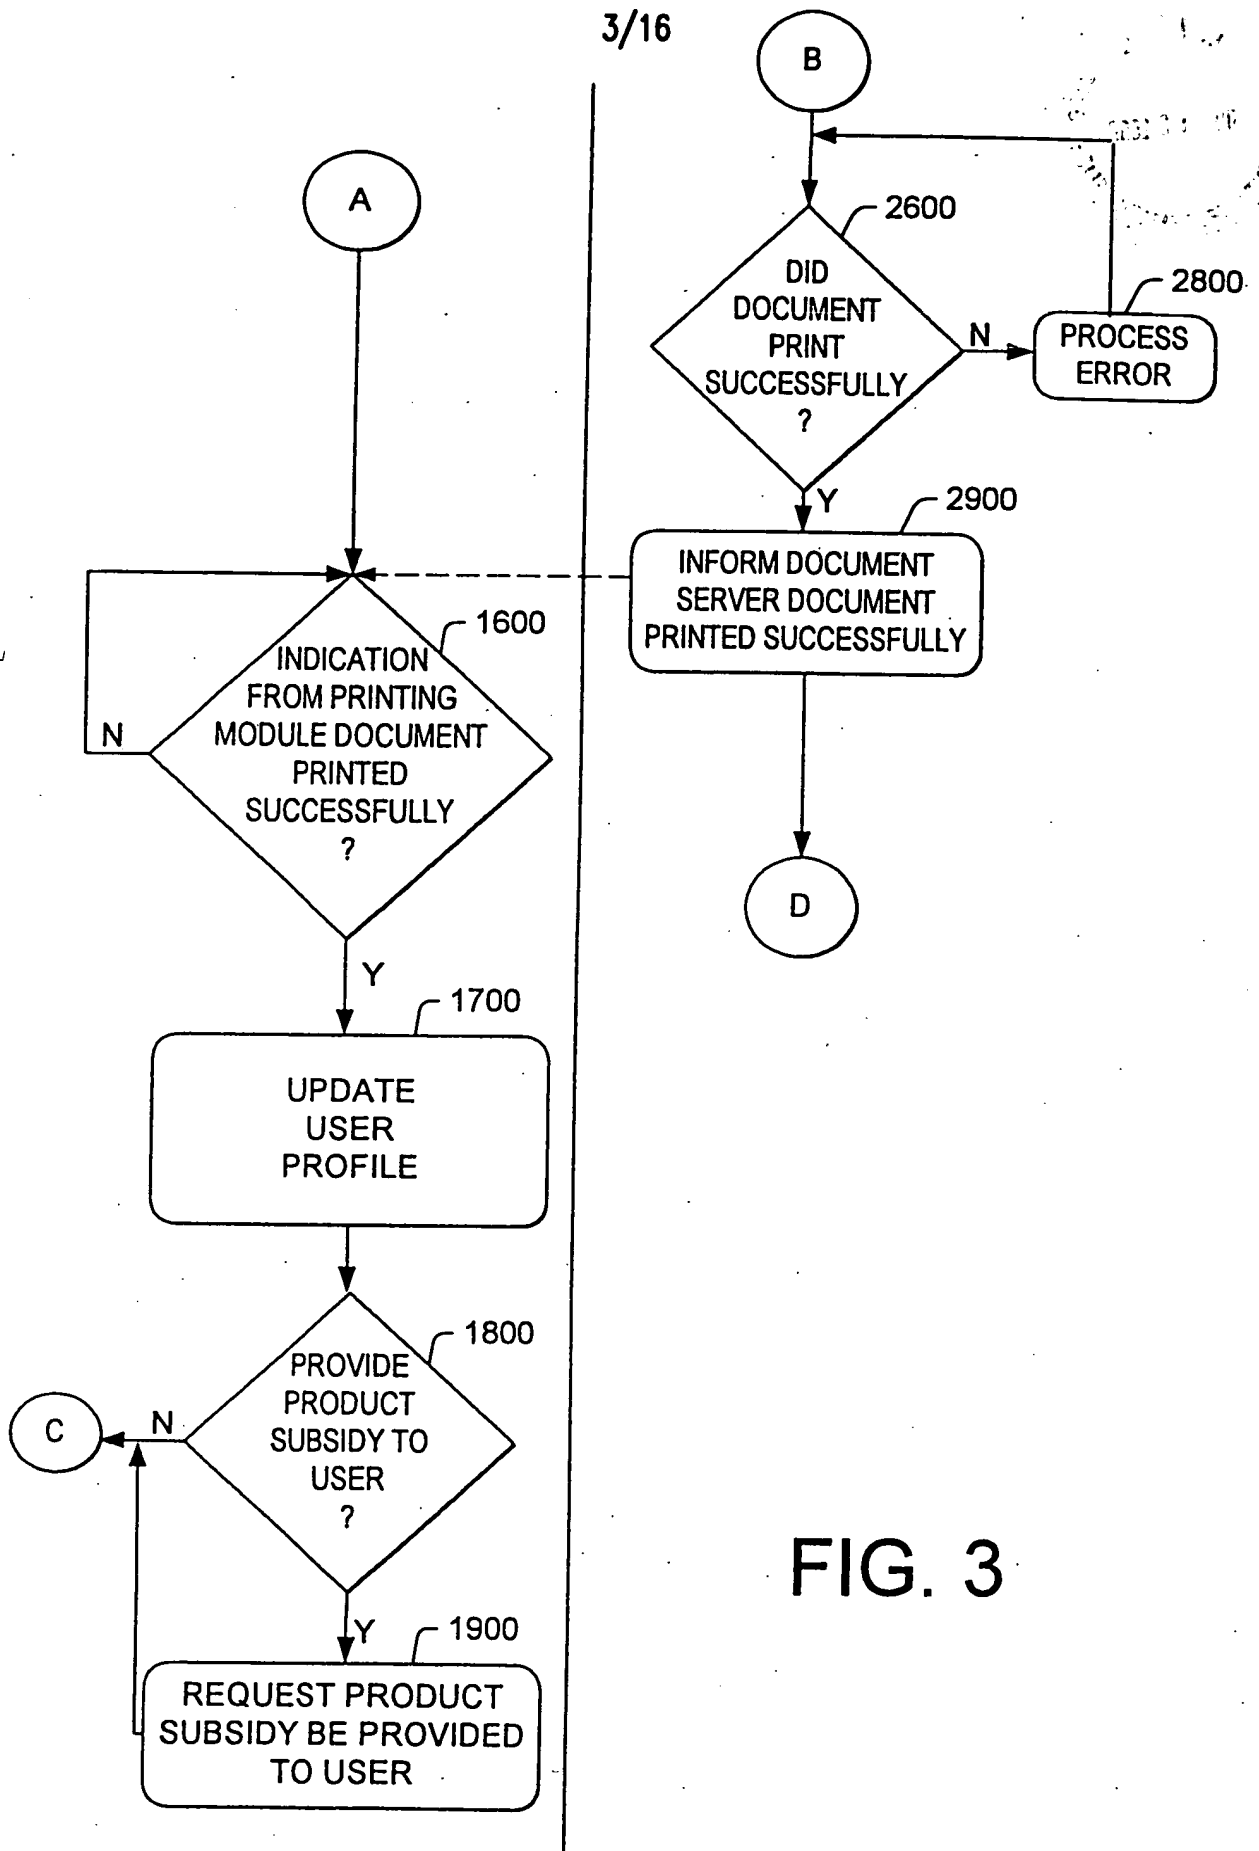 3/16
B
A
2600
DID
DOCUMENT
PRINT
SUCCESSFULLY
?
N
2800
PROCESS
ERROR
Y
2900
INFORM DOCUMENT
SERVER DOCUMENT
PRINTED SUCCESSFULLY
D
1600
INDICATION
FROM PRINTING
MODULE DOCUMENT
PRINTED
SUCCESSFULLY
?
N
Y
1700
UPDATE
USER
PROFILE
1800
PROVIDE
PRODUCT
SUBSIDY TO
USER
?
N
C
Y
1900
REQUEST PRODUCT
SUBSIDY BE PROVIDED
TO USER
FIG. 3